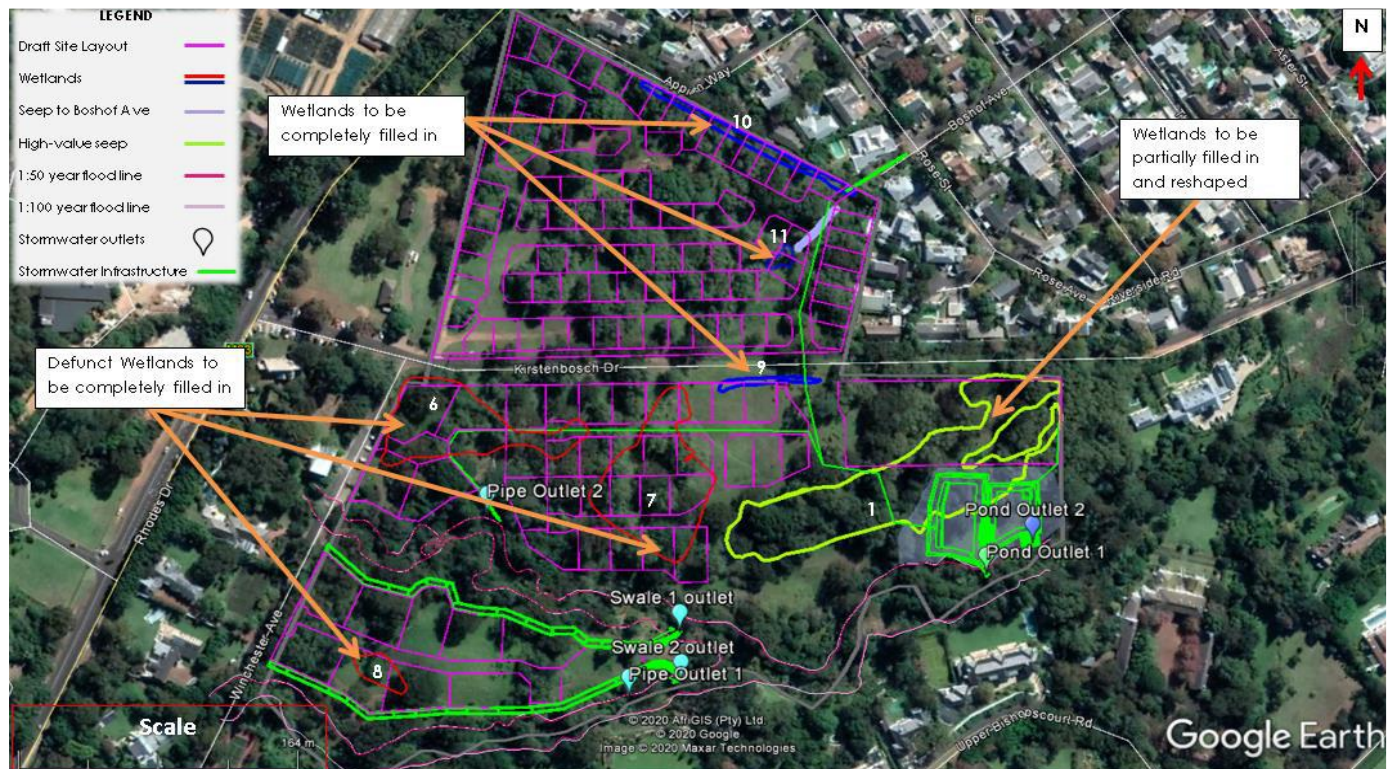 LEGEND
Draft Site Layout
Wetlands
Seep to Boshof Ave
High-value seep
1:50 year flood line
1:100 year flood line
Stormwater outlets
Stormwater Infrastructure
Wetlands to be
completely filled in
Wetlands to be
partially filled in
and reshaped
N
Way
Aster St
Boshof Ave
Rose St
10
11
Rose Ave
Riverside Rd
Defunct Wetlands to
be completely filled in
Kirstenbosch Dr
9
6
7
1
Pipe Outlet 2
Pond Outlet 2
Pond Outlet 1
Rhodes Dr
Swale 1 outlet
Swale 2 outlet
Pipe Outlet 1
8
Winchester Ave
Scale
164 m
© 2020 AfriGIS (Pty) Ltd
© 2020 Google
Image © 2020 Maxar Technologies
Upper Bishopscourt Rd
Google Earth